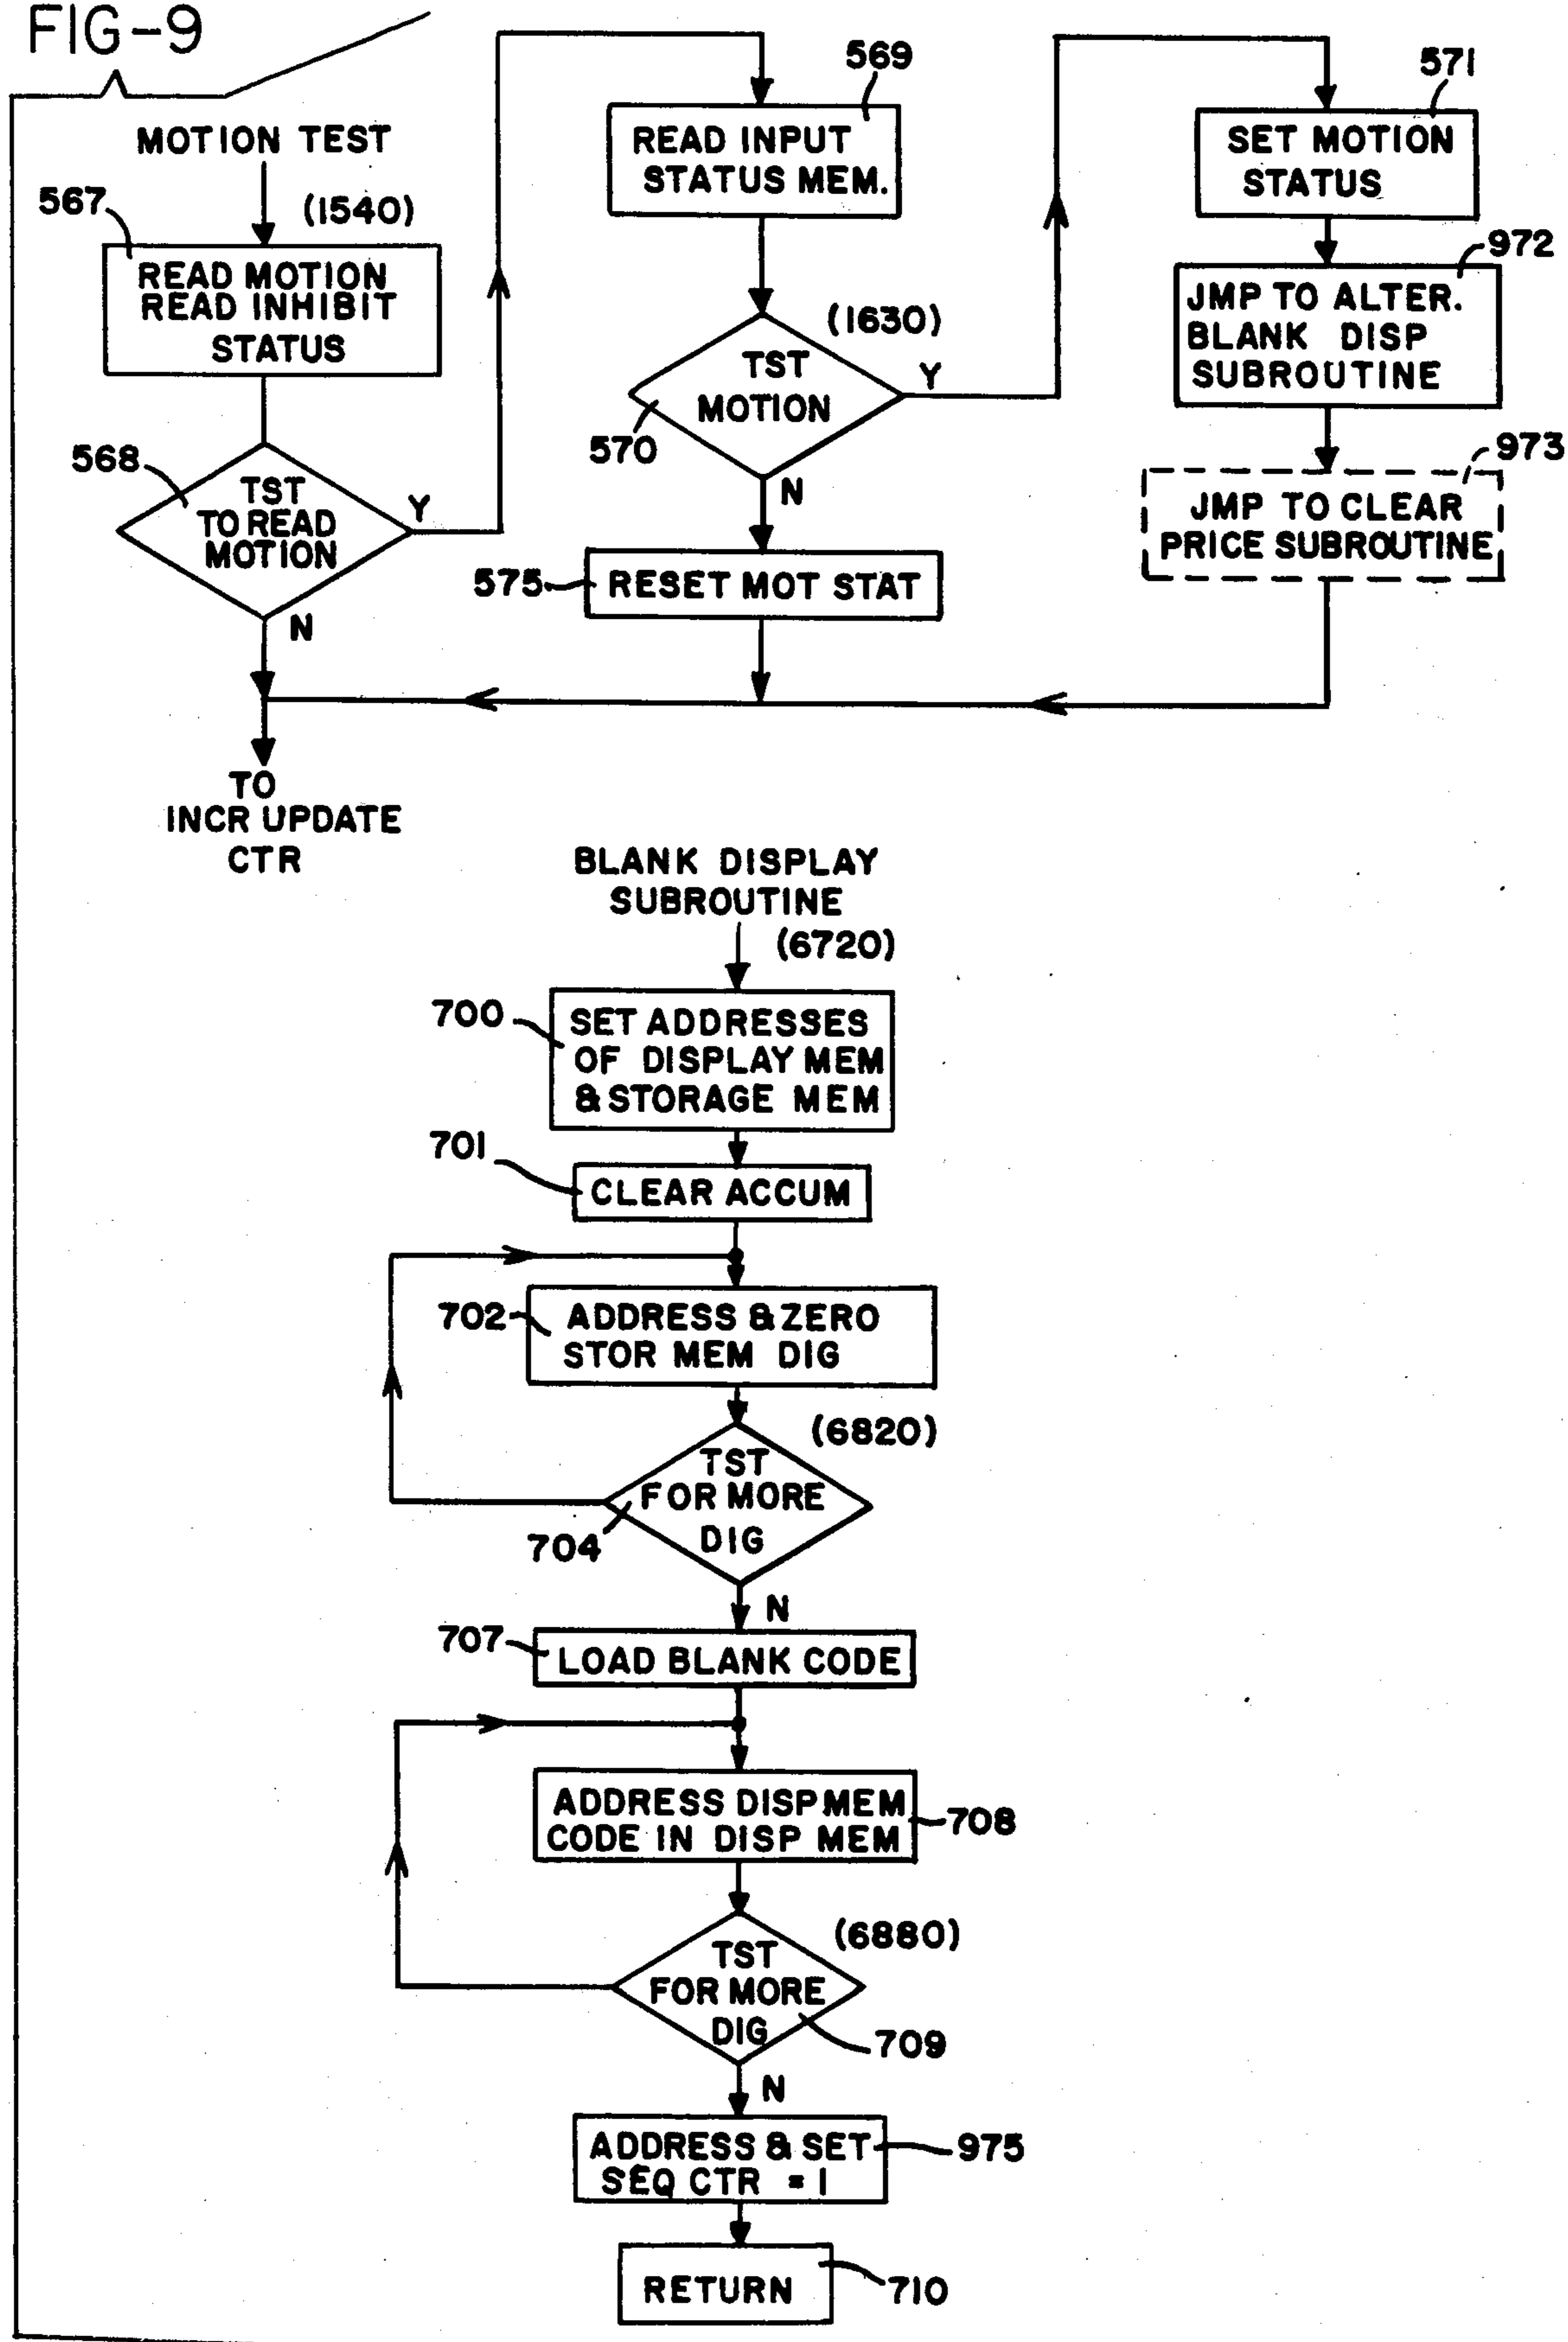 FIG-9
MOTION TEST
567
(1540)
READ MOTION
READ INHIBIT
STATUS
568
TST
TO READ
MOTION
Y
N
TO
INCR UPDATE
CTR
569
READ INPUT
STATUS MEM.
(1630)
TST
MOTION
570
Y
N
575
RESET MOT STAT
571
SET MOTION
STATUS
972
JMP TO ALTER.
BLANK DISP
SUBROUTINE
973
JMP TO CLEAR
PRICE SUBROUTINE
BLANK DISPLAY
SUBROUTINE
(6720)
700
SET ADDRESSES
OF DISPLAY MEM
& STORAGE MEM
701
CLEAR ACCUM
702
ADDRESS & ZERO
STOR MEM DIG
(6820)
TST
FOR MORE
DIG
704
N
707
LOAD BLANK CODE
ADDRESS DISP MEM
CODE IN DISP MEM
708
(6880)
TST
FOR MORE
DIG
709
N
ADDRESS & SET
SEQ CTR = 1
975
RETURN
710